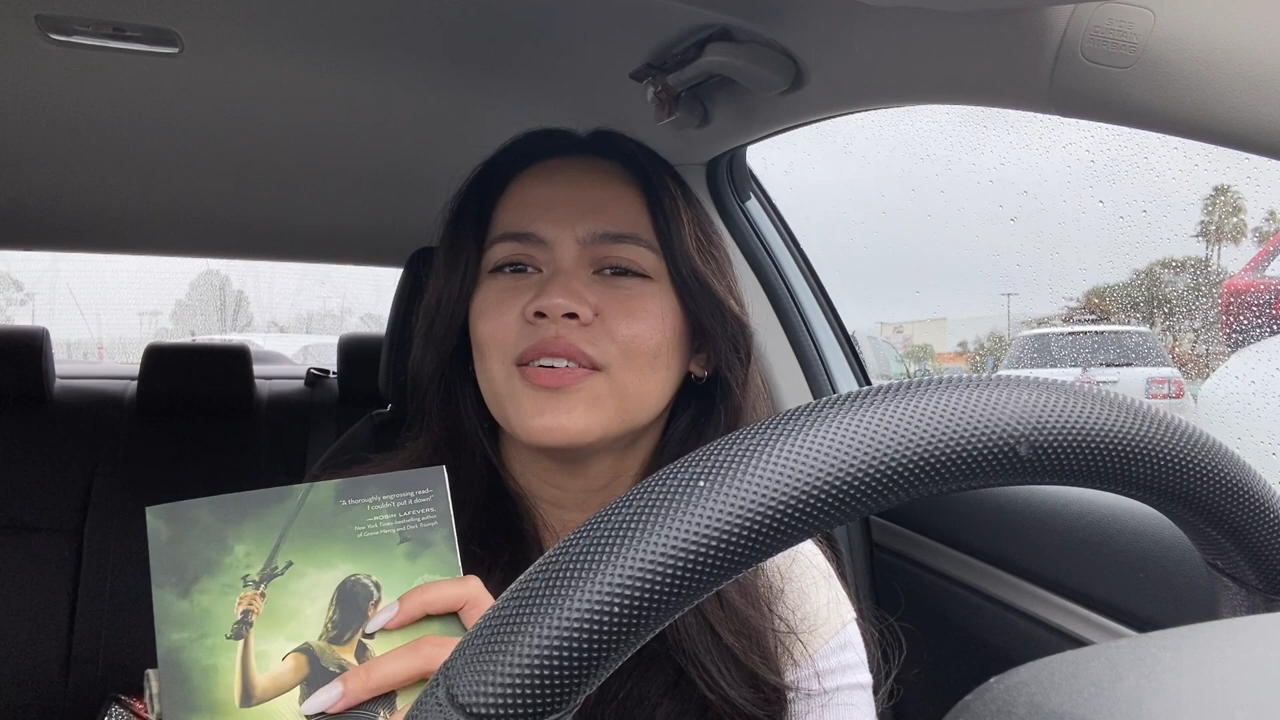 SIDE
CURTAIN
AIRBAG
"A thoroughly engrossing read—
I couldn't put it down!"
—ROBIN LAFEVERS,
New York Times–bestselling author
of Grave Mercy and Dark Triumph